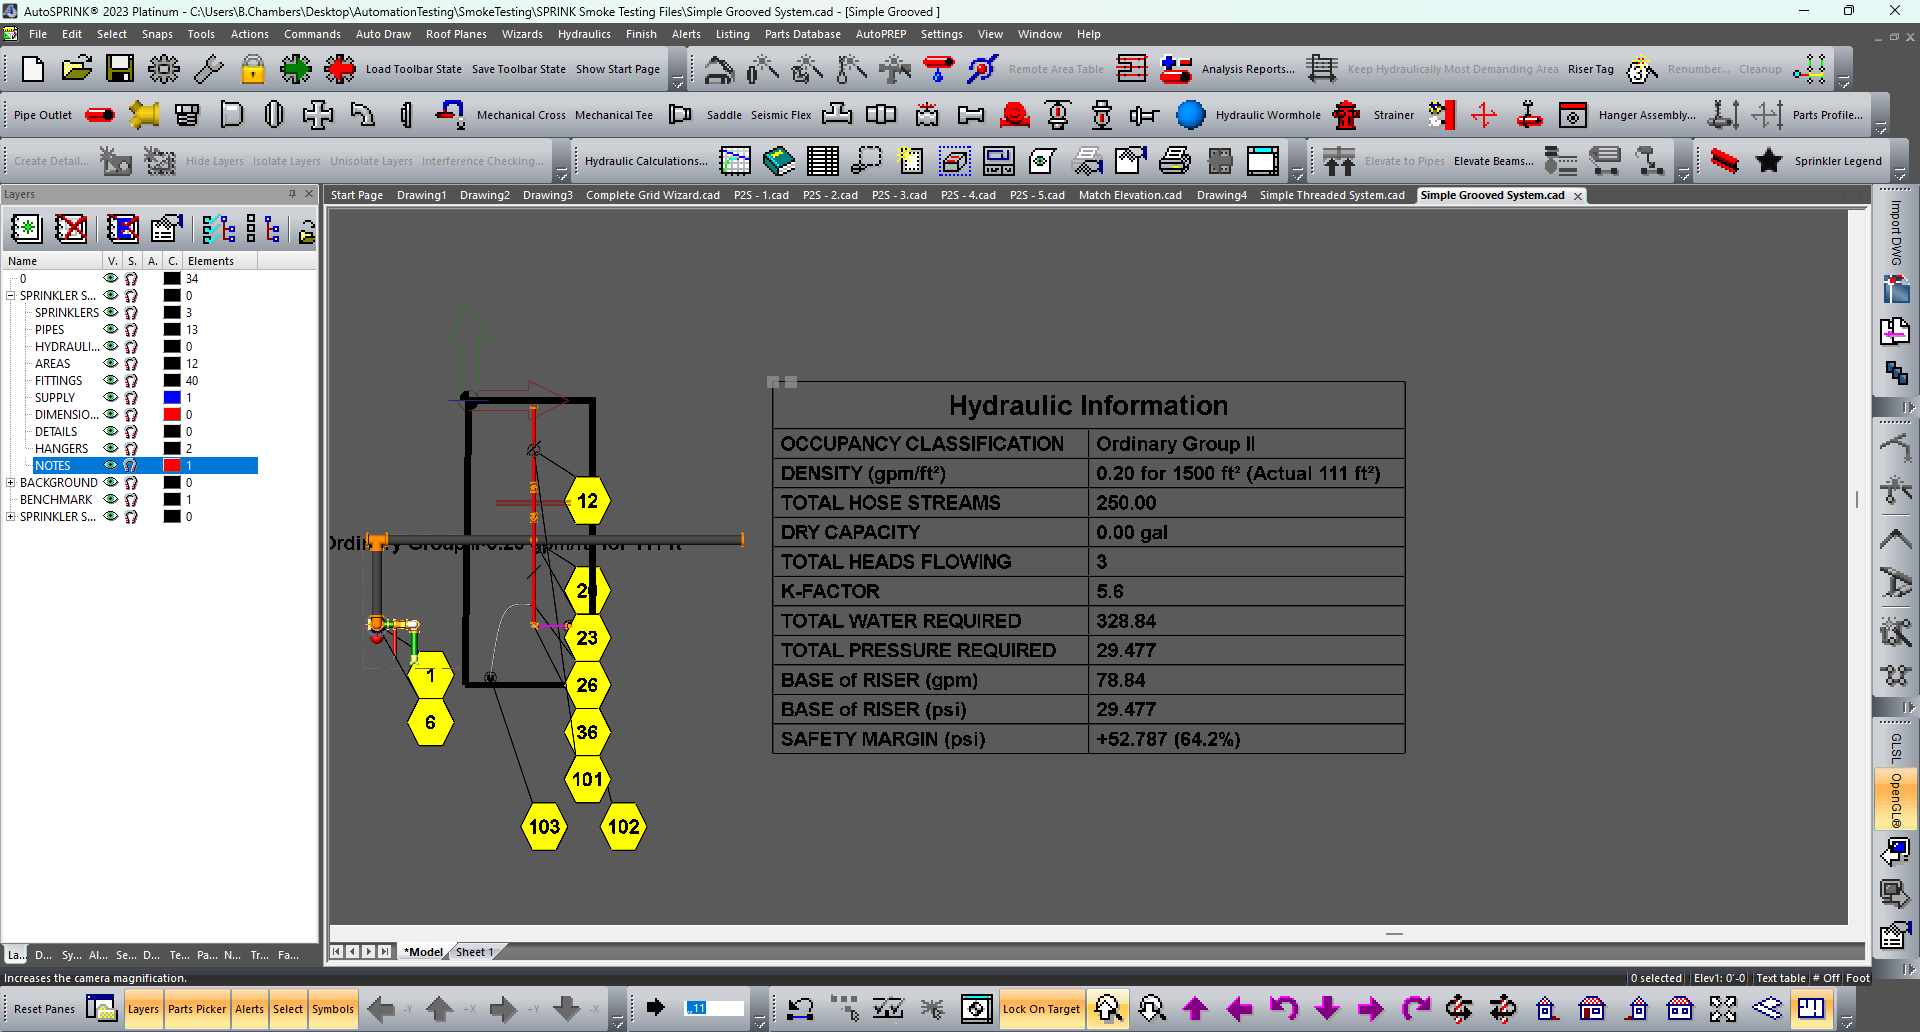 AutoSPRINK® 2023 Platinum - C:\Users\B.Chambers\Desktop\AutomationTesting\SmokeTesting\SPRINK Smoke Testing Files\Simple Grooved System.cad - [Simple Grooved ]
File Edit Select Snaps Tools Actions Commands Auto Draw Roof Planes Wizards Hydraulics Finish Alerts Listing Parts Database AutoPREP Settings Analysis View Window Help
Load Toolbar State Save Toolbar State Show Start Page Remote Area Table Analysis Reports... Keep Hydraulically Most Demanding Area Riser Tag Renumber... Cleanup
Pipe Outlet Mechanical Cross Mechanical Tee Saddle Seismic Flex Hydraulic Wormhole Strainer Hanger Assembly... Parts Profile...
Create Detail... Hide Layers Isolate Layers Unisolate Layers Interference Checking... Hydraulic Calculations... Elevate to Pipes Elevate Beams... Sprinkler Legend
Layers
Start Page Drawing1 Drawing2 Drawing3 Complete Grid Wizard.cad P2S - 1.cad P2S - 2.cad P2S - 3.cad P2S - 4.cad P2S - 5.cad Match Elevation.cad Drawing4 Simple Threaded System.cad Simple Grooved System.cad
Name V. S. A. C. Elements
0 34
SPRINKLER S... 0
SPRINKLERS 3
PIPES 13
HYDRAULI... 0
AREAS 12
FITTINGS 40
SUPPLY 1
DIMENSIO... 0
DETAILS 0
HANGERS 2
NOTES 1
BACKGROUND 0
BENCHMARK 1
SPRINKLER S... 0
Hydraulic Information
OCCUPANCY CLASSIFICATION Ordinary Group II
DENSITY (gpm/ft²) 0.20 for 1500 ft² (Actual 111 ft²)
TOTAL HOSE STREAMS 250.00
DRY CAPACITY 0.00 gal
TOTAL HEADS FLOWING 3
K-FACTOR 5.6
TOTAL WATER REQUIRED 328.84
TOTAL PRESSURE REQUIRED 29.477
BASE of RISER (gpm) 78.84
BASE of RISER (psi) 29.477
SAFETY MARGIN (psi) +52.787 (64.2%)
12
23
26
36
101
103
102
1
6
Import DWG
GLSL
OpenGL®
La... D... Sy... Al... Se... D... Te... Pa... N... Tr... Fa...
*Model Sheet 1
Increases the camera magnification.
0 selected Elev1: 0'-0 Text table # Off Foot
Reset Panes Layers Parts Picker Alerts Select Symbols -Y +X +Y -X Lock On Target